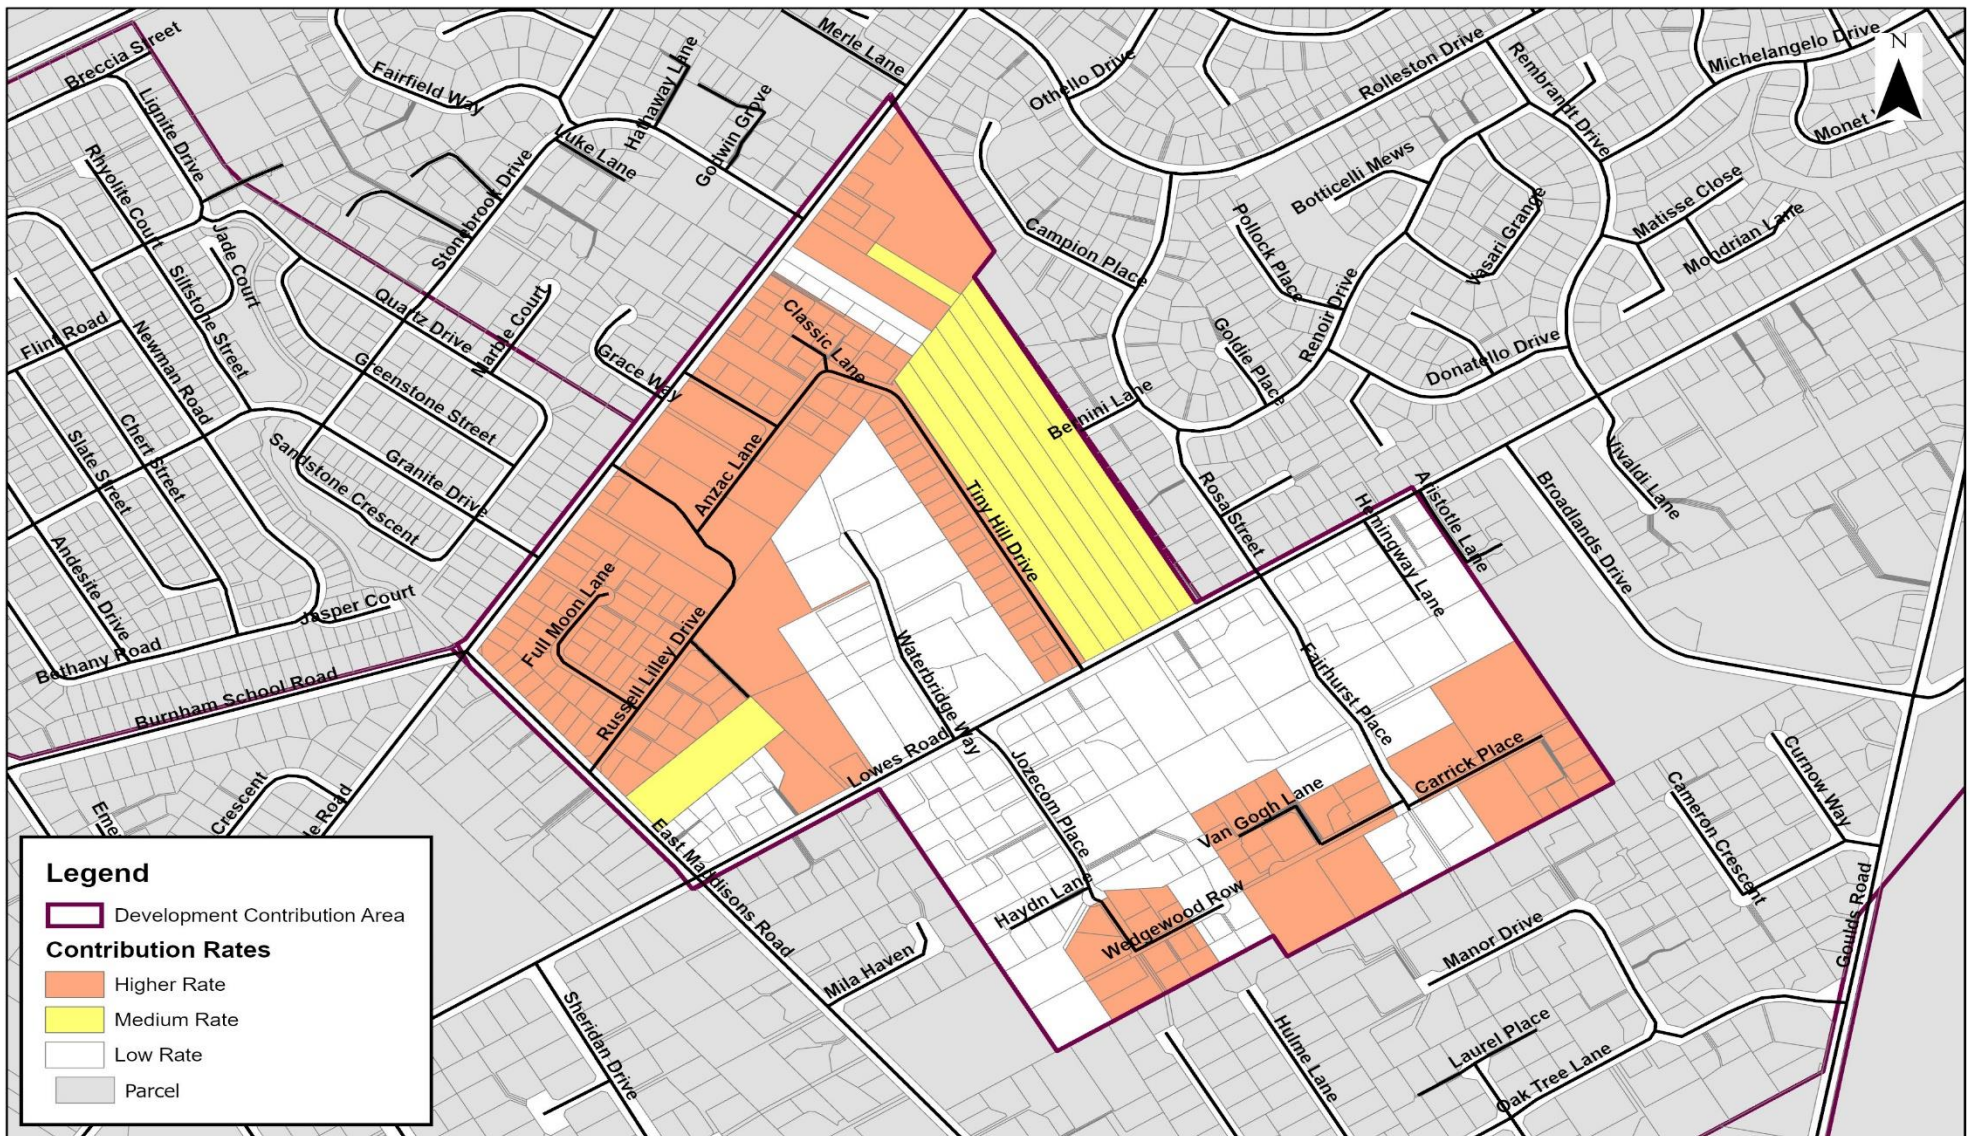 Breccia Street
Lignite Drive
Fairfield Way
Hathaway Lane
Merle Lane
Godwin Grove
Luke Lane
Othello Drive
Rolleston Drive
Rembrandt Drive
Michelangelo Drive
N
Monet
Rhyolite Court
Jade Court
Siltstone Street
Stonebrook Drive
Botticelli Mews
Pollock Place
Vasari Grange
Matisse Close
Mondrian Lane
Campion Place
Flint Road
Newman Road
Quartz Drive
Marble Court
Grace Way
Classic Lane
Goldie Place
Renoir Drive
Donatello Drive
Greenstone Street
Chert Street
Slate Street
Sandstone Crescent
Granite Drive
Anzac Lane
Bernini Lane
Tiny Hill Drive
Rosa Street
Hemingway Lane
Aristotle Lane
Broadlands Drive
Vivaldi Lane
Andesite Drive
Jasper Court
Bethany Road
Burnham School Road
Full Moon Lane
Russell Lilley Drive
Waterbridge Way
Fairhurst Place
Lowes Road
Jozecom Place
Carrick Place
Van Gogh Lane
Curnow Way
Cameron Crescent
Eme
Crescent
le Road
East Maddisons Road
Haydn Lane
Wedgewood Row
Manor Drive
Goulds Road
Mila Haven
Sheridan Drive
Hulme Lane
Laurel Place
Oak Tree Lane
Legend
Development Contribution Area
Contribution Rates
Higher Rate
Medium Rate
Low Rate
Parcel